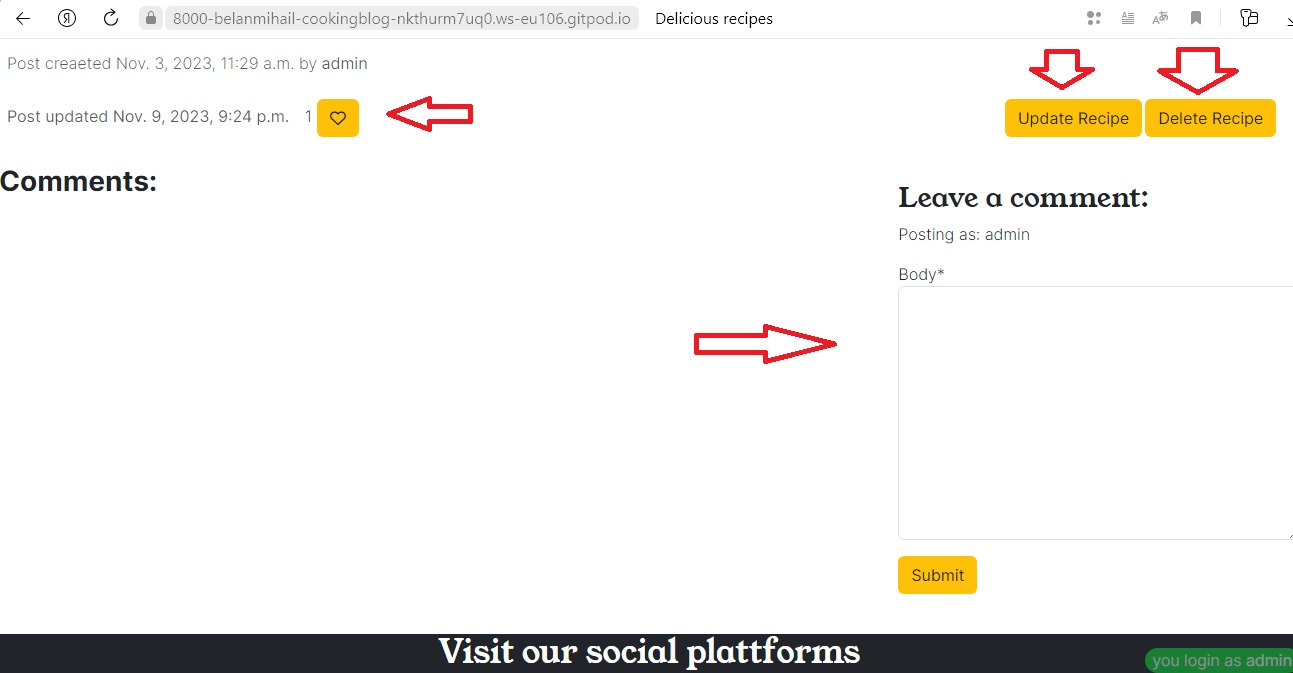 8000-belanmihail-cookingblog-nkthurm7uq0.ws-eu106.gitpod.io Delicious recipes
Post creaeted Nov. 3, 2023, 11:29 a.m. by admin
Post updated Nov. 9, 2023, 9:24 p.m. 1
Update Recipe Delete Recipe
Comments:
Leave a comment:
Posting as: admin
Body*
Submit
Visit our social plattforms
you login as admin